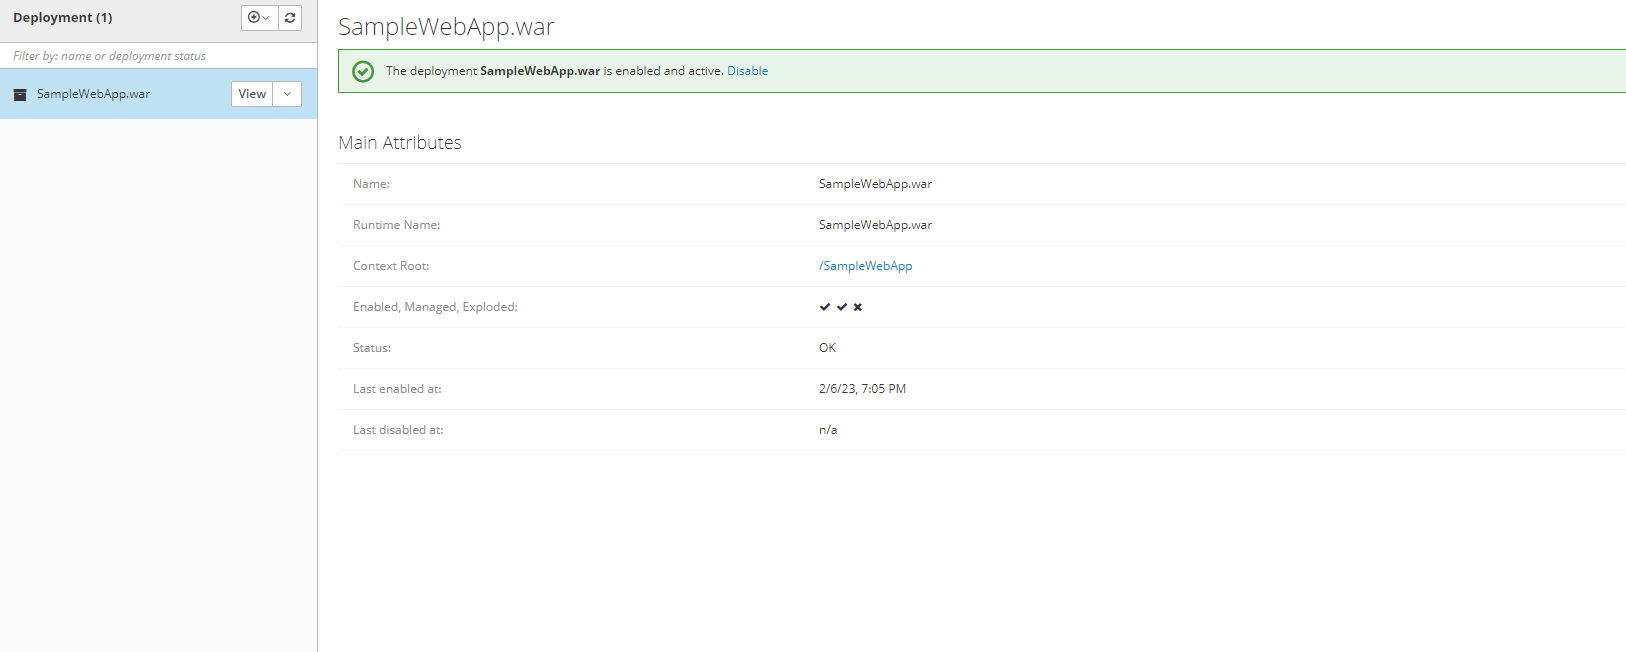 Deployment (1)
Filter by: name or deployment status
SampleWebApp.war
View
SampleWebApp.war
The deployment SampleWebApp.war is enabled and active. Disable
Main Attributes
Name: SampleWebApp.war
Runtime Name: SampleWebApp.war
Context Root: /SampleWebApp
Enabled, Managed, Exploded:
Status: OK
Last enabled at: 2/6/23, 7:05 PM
Last disabled at: n/a